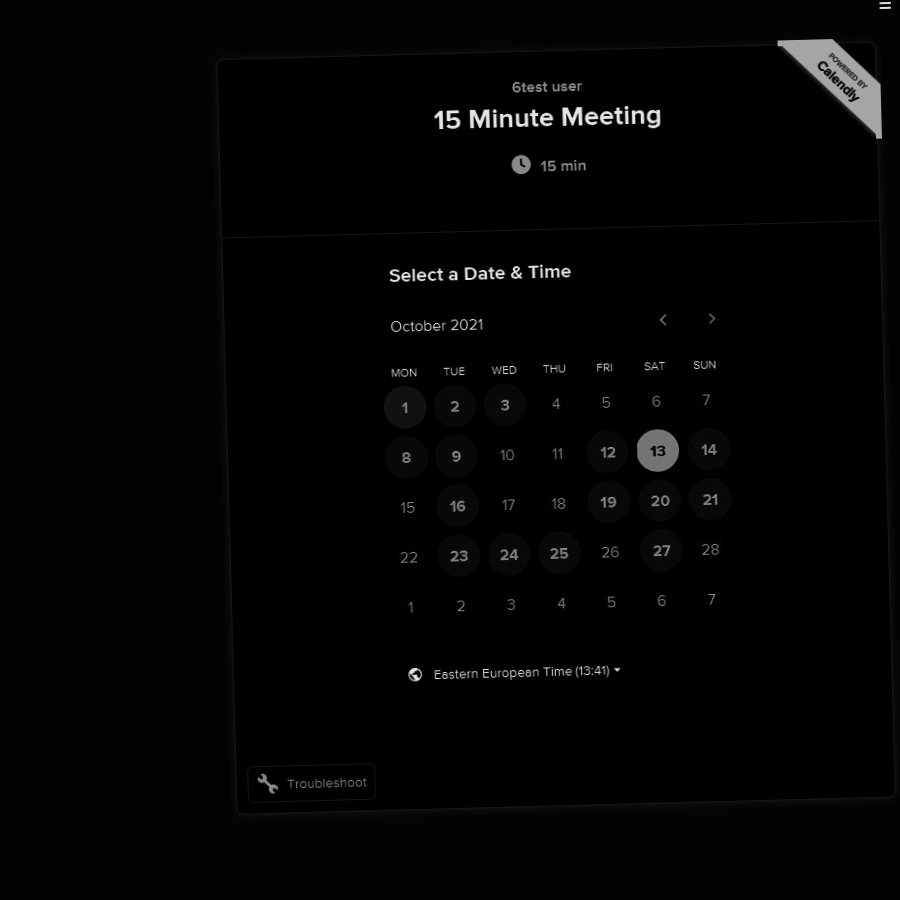 POWERED BY
Calendly
6test user
15 Minute Meeting
15 min
Select a Date & Time
October 2021
MON TUE WED THU FRI SAT SUN
1 2 3 4 5 6 7
8 9 10 11 12 13 14
15 16 17 18 19 20 21
22 23 24 25 26 27 28
1 2 3 4 5 6 7
Eastern European Time (13:41)
Troubleshoot